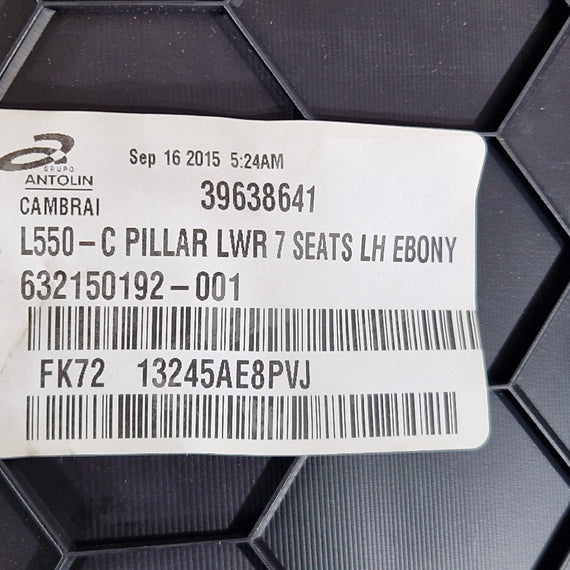 Sep 16 2015 5:24AM
GRUPO
ANTOLIN
39638641
CAMBRAI
L550-C PILLAR LWR 7 SEATS LH EBONY
632150192-001
FK72 13245AE8PVJ